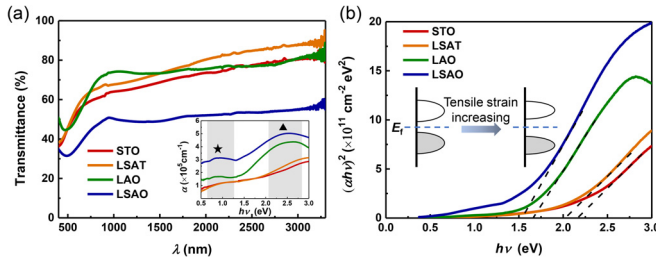 (a)
100
80
60
40
20
0
Transmittance (%)
500 1000 1500 2000 2500 3000
λ (nm)
STO
LSAT
LAO
LSAO
6
5
4
3
2
1
0
α (×10⁵ cm⁻¹)
★
▲
0.5 1.0 1.5 2.0 2.5 3.0
hν (eV)
(b)
20
15
10
5
0
(αhν)² (×10¹¹ cm⁻² eV²)
0.0 0.5 1.0 1.5 2.0 2.5 3.0
hν (eV)
STO
LSAT
LAO
LSAO
Ef
Tensile strain
increasing